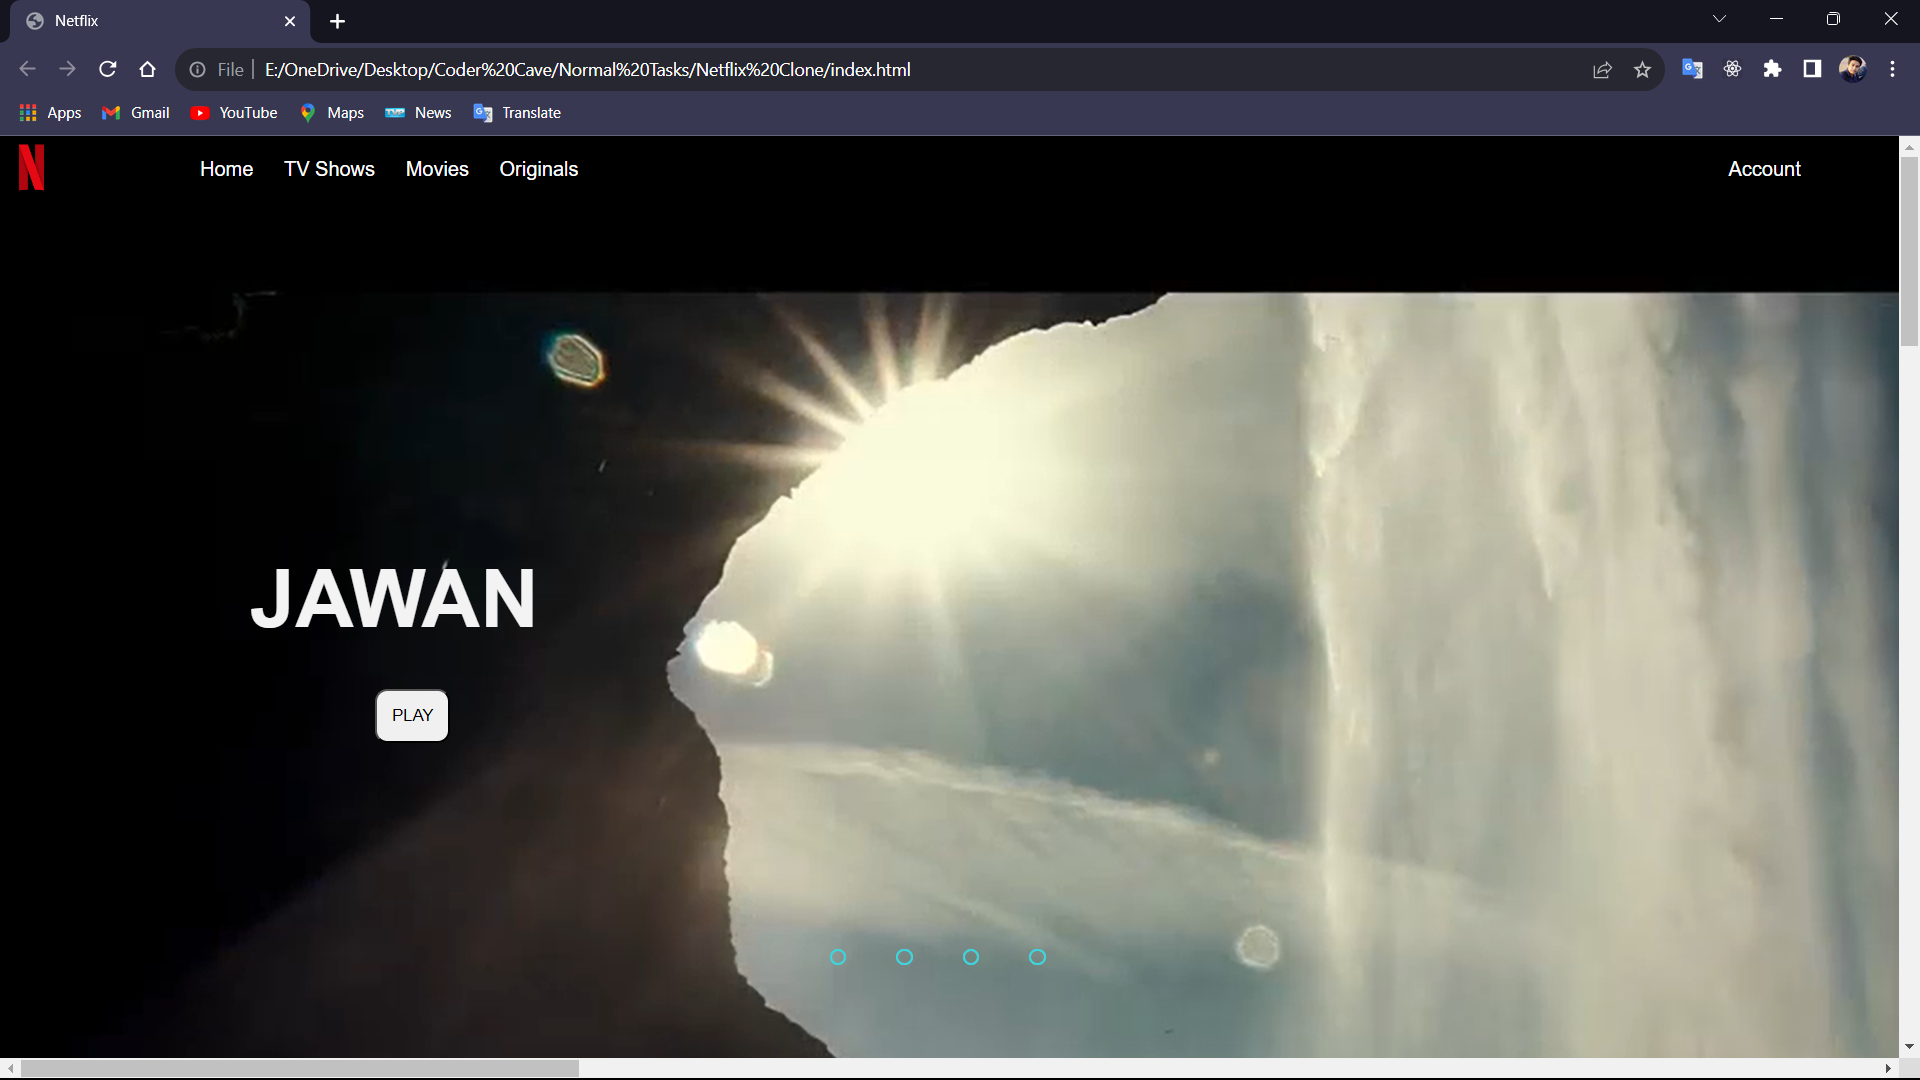 Netflix
File E:/OneDrive/Desktop/Coder%20Cave/Normal%20Tasks/Netflix%20Clone/index.html
Apps Gmail YouTube Maps News Translate
N Home TV Shows Movies Originals Account
JAWAN
PLAY